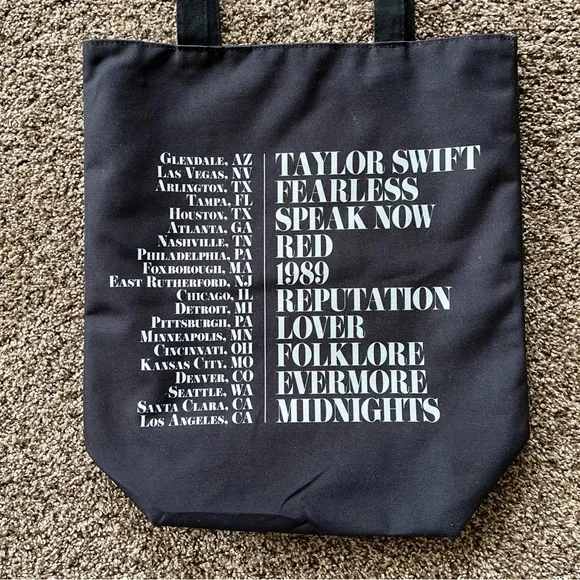 Glendale, AZ
Las Vegas, NV
Arlington, TX
Tampa, FL
Houston, TX
Atlanta, GA
Nashville, TN
Philadelphia, PA
Foxborough, MA
East Rutherford, NJ
Chicago, IL
Detroit, MI
Pittsburgh, PA
Minneapolis, MN
Cincinnati, OH
Kansas City, MO
Denver, CO
Seattle, WA
Santa Clara, CA
Los Angeles, CA
TAYLOR SWIFT
FEARLESS
SPEAK NOW
RED
1989
REPUTATION
LOVER
FOLKLORE
EVERMORE
MIDNIGHTS